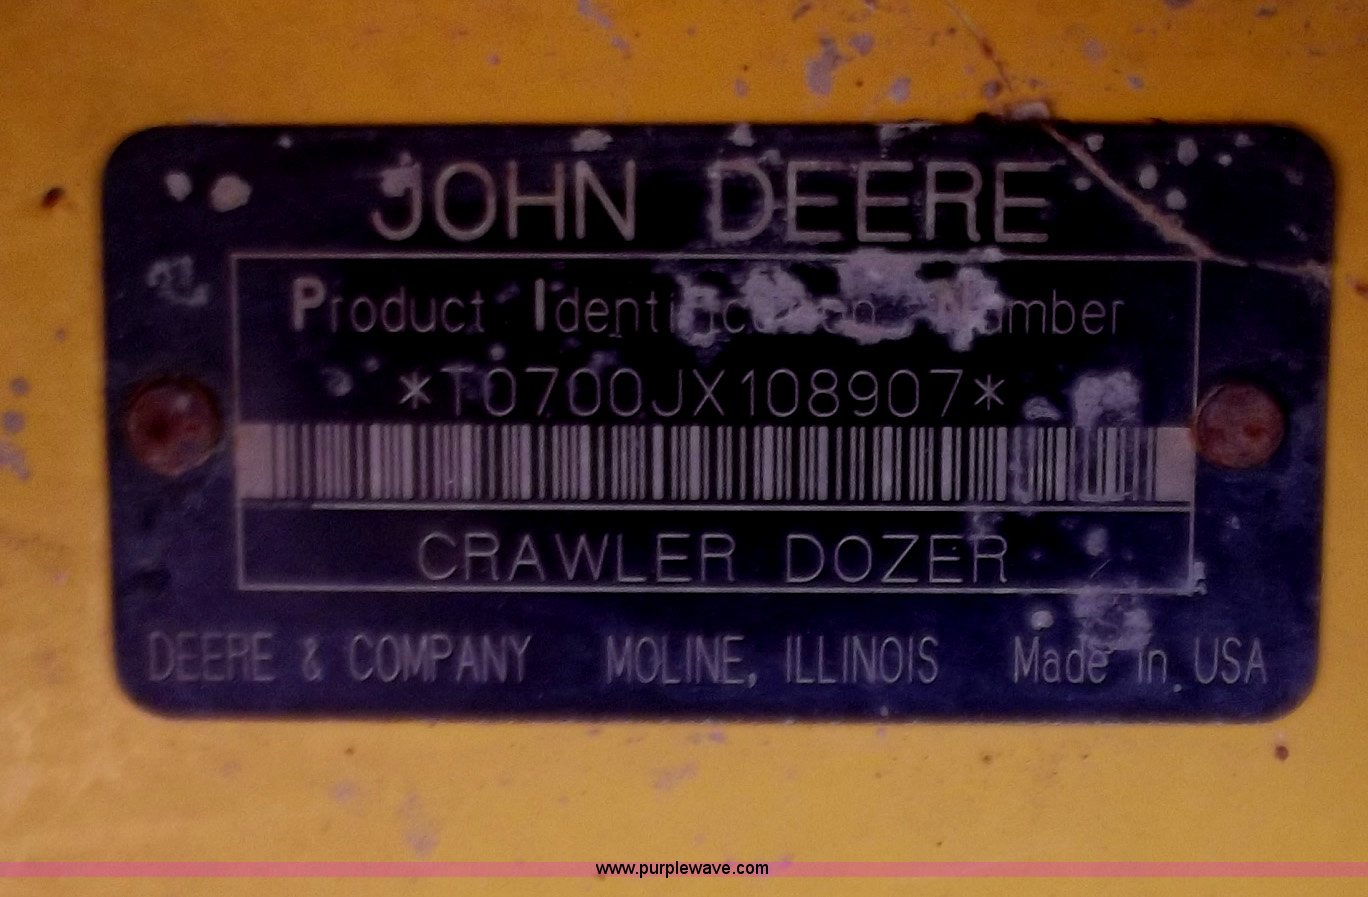 JOHN DEERE
Product Identification Number
*T0700JX108907*
CRAWLER DOZER
DEERE & COMPANY MOLINE, ILLINOIS Made in USA
www.purplewave.com